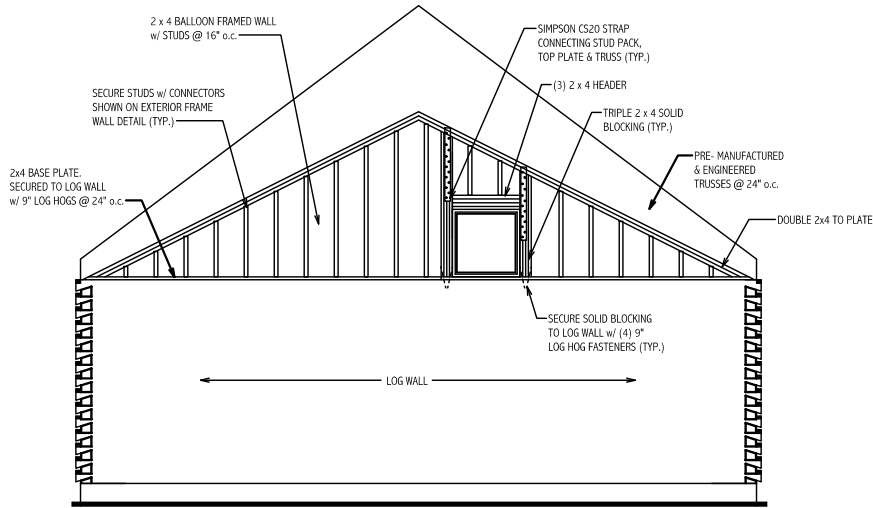 2 x 4 BALLOON FRAMED WALL
w/ STUDS @ 16" o.c.
SIMPSON CS20 STRAP
CONNECTING STUD PACK,
TOP PLATE & TRUSS (TYP.)
(3) 2 x 4 HEADER
SECURE STUDS w/ CONNECTORS
SHOWN ON EXTERIOR FRAME
WALL DETAIL (TYP.)
TRIPLE 2 x 4 SOLID
BLOCKING (TYP.)
PRE- MANUFACTURED
& ENGINEERED
TRUSSES @ 24" o.c.
2x4 BASE PLATE.
SECURED TO LOG WALL
w/ 9" LOG HOGS @ 24" o.c.
DOUBLE 2x4 TO PLATE
SECURE SOLID BLOCKING
TO LOG WALL w/ (4) 9"
LOG HOG FASTENERS (TYP.)
LOG WALL